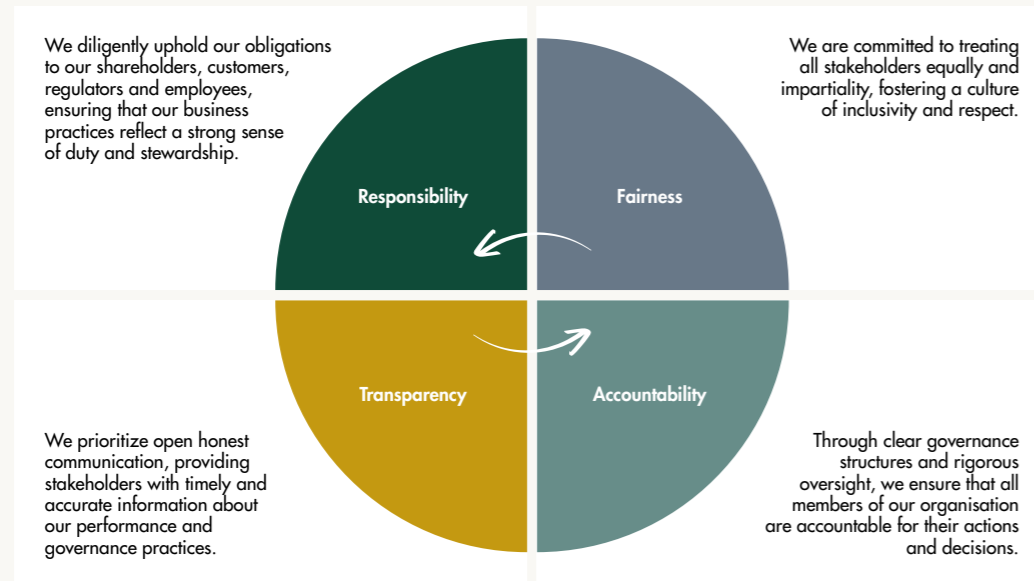 We diligently uphold our obligations
to our shareholders, customers,
regulators and employees,
ensuring that our business
practices reflect a strong sense
of duty and stewardship.
We are committed to treating
all stakeholders equally and
impartiality, fostering a culture
of inclusivity and respect.
Responsibility
Fairness
Transparency
Accountability
We prioritize open honest
communication, providing
stakeholders with timely and
accurate information about
our performance and
governance practices.
Through clear governance
structures and rigorous
oversight, we ensure that all
members of our organisation
are accountable for their actions
and decisions.